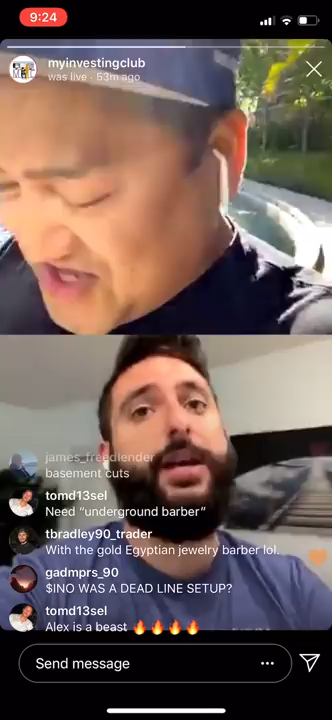 9:24
myinvestingclub
was live · 53m ago
james_freedlender
basement cuts
tomd13sel
Need “underground barber”
tbradley90_trader
With the gold Egyptian jewelry barber lol.
gadmprs_90
$INO WAS A DEAD LINE SETUP?
tomd13sel
Alex is a beast 🔥🔥🔥🔥
Send message